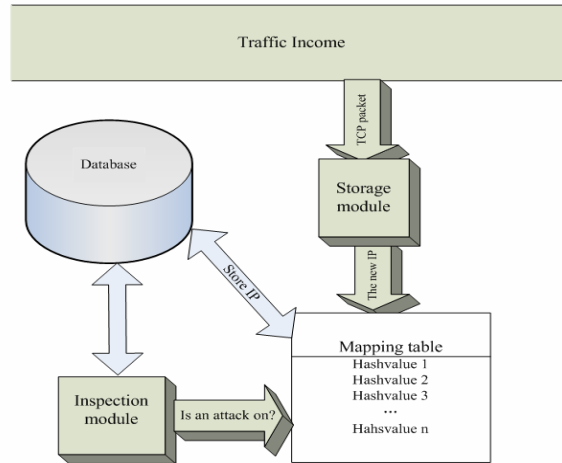 Traffic Income
TCP packet
Database
Storage
module
Store IP
The new IP
Mapping table
Hashvalue 1
Hashvalue 2
Hashvalue 3
...
Hahsvalue n
Inspection
module
Is an attack on?